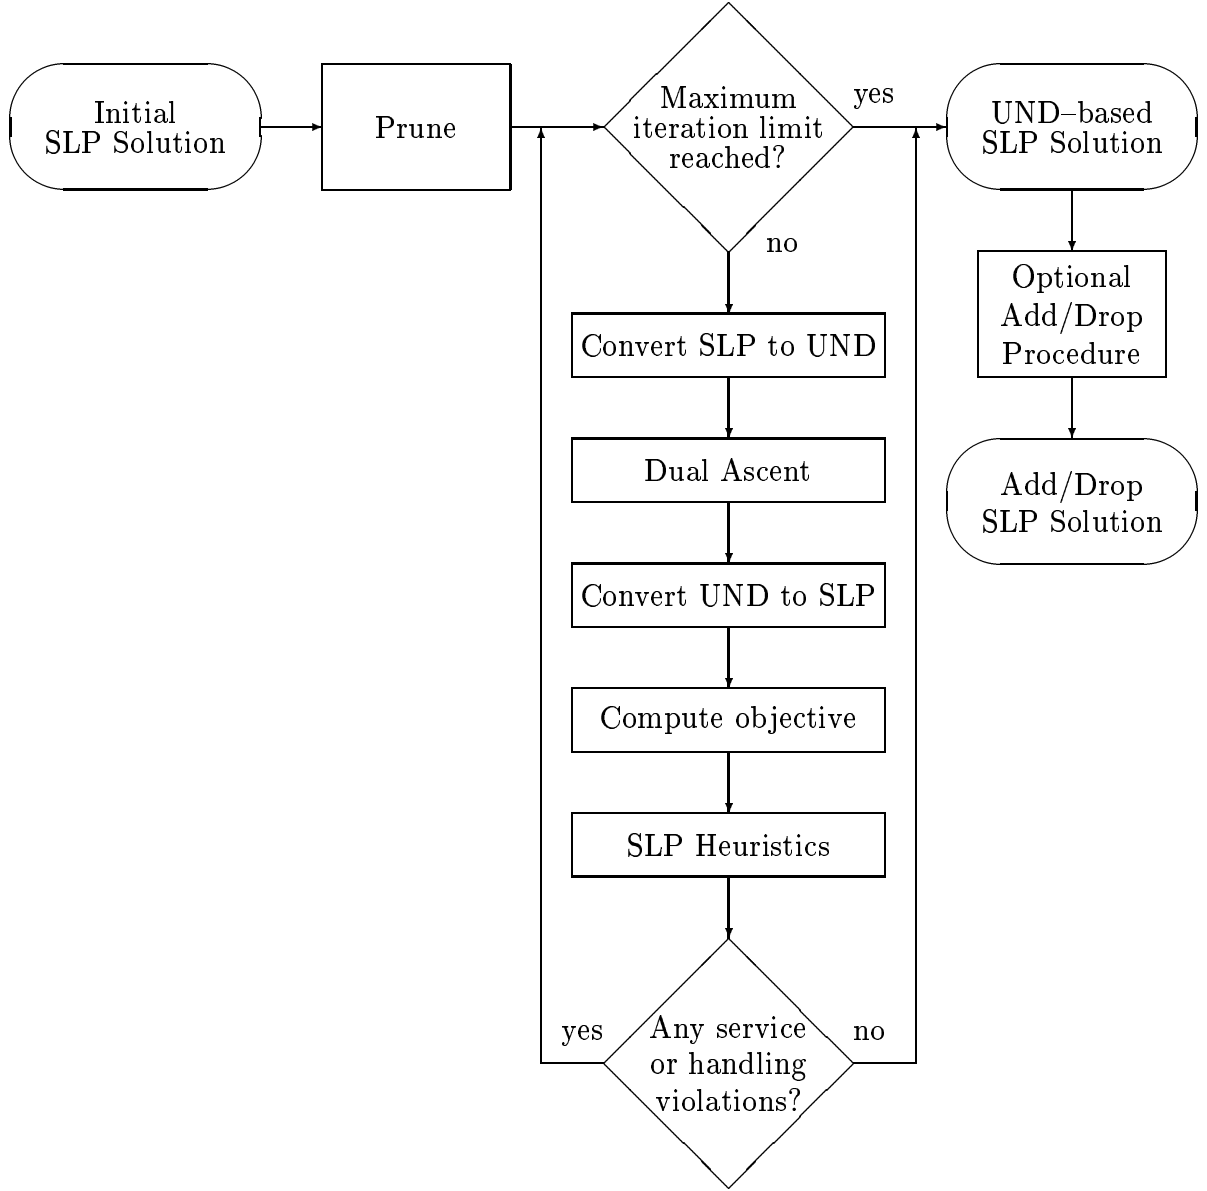 Initial
SLP Solution
Prune
Maximum
iteration limit
reached?
yes
UND–based
SLP Solution
no
Optional
Add/Drop
Procedure
Convert SLP to UND
Dual Ascent
Add/Drop
SLP Solution
Convert UND to SLP
Compute objective
SLP Heuristics
yes
Any service
or handling
violations?
no